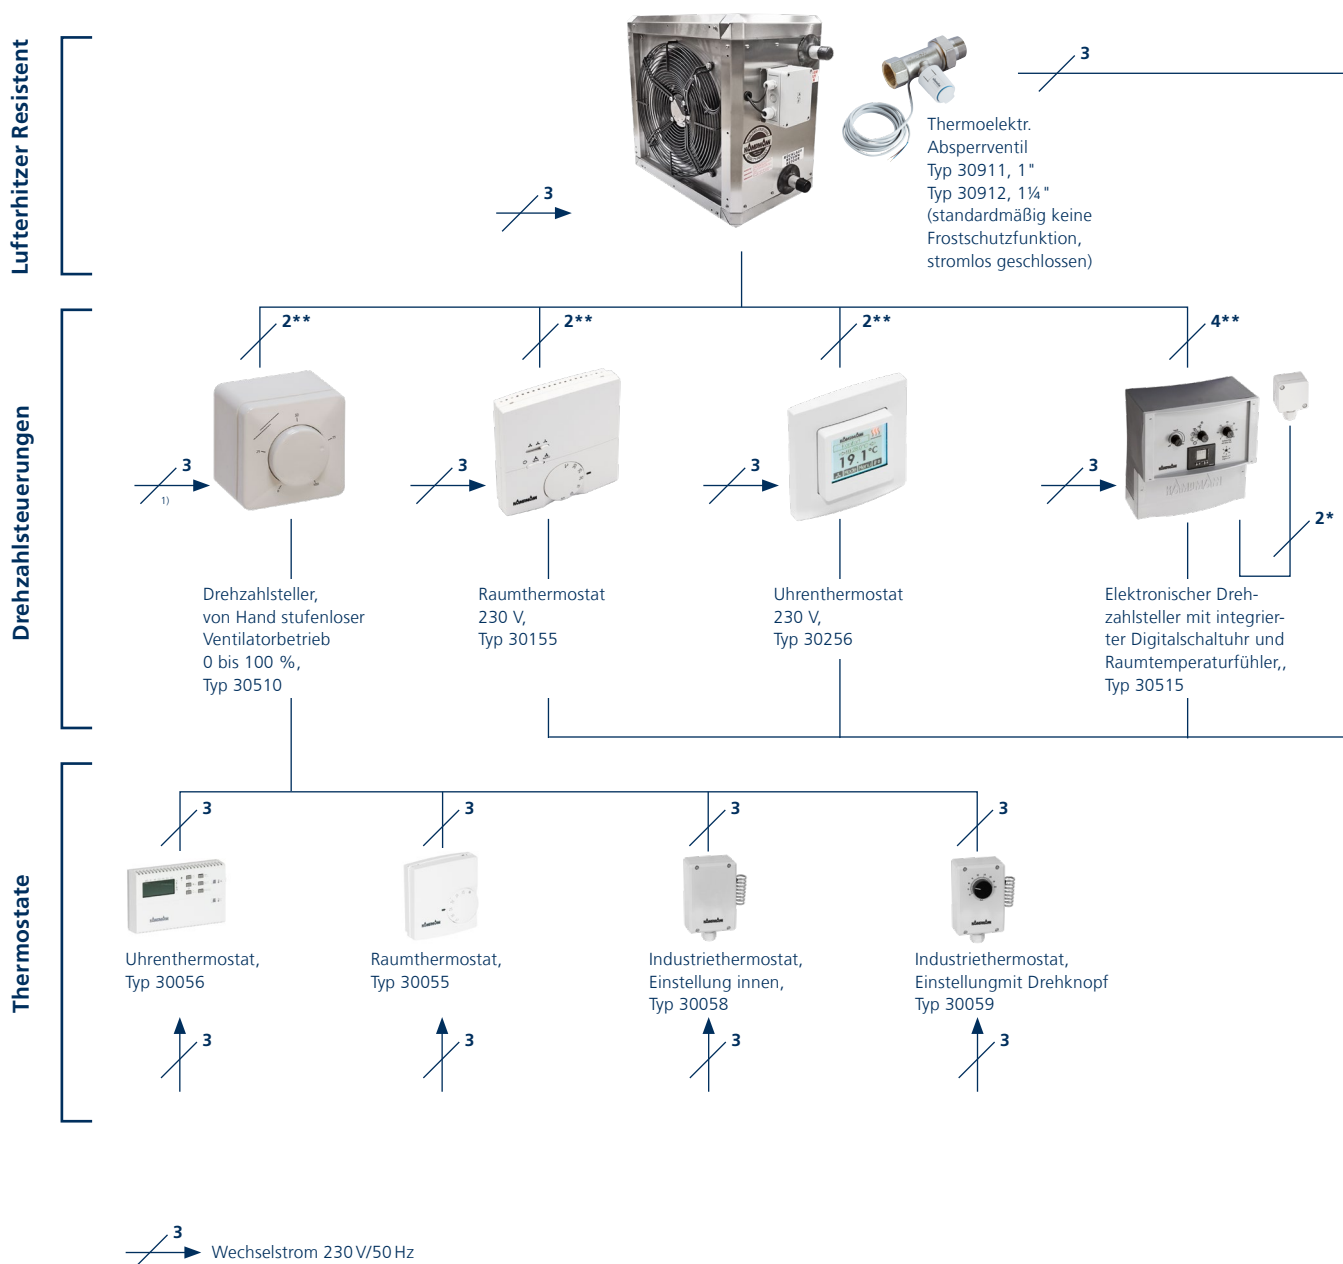 Lufterhitzer Resistent
3
3
Thermoelektr.
Absperrventil
Typ 30911, 1"
Typ 30912, 1¼"
(standardmäßig keine
Frostschutzfunktion,
stromlos geschlossen)
Drehzahlsteuerungen
2**
2**
2**
4**
3
1)
3
3
3
2*
KAMPMANN
19.1°C
KAMPMANN
Drehzahlsteller,
von Hand stufenloser
Ventilatorbetrieb
0 bis 100 %,
Typ 30510
Raumthermostat
230 V,
Typ 30155
Uhrenthermostat
230 V,
Typ 30256
Elektronischer Dreh-
zahlsteller mit integrier-
ter Digitalschaltuhr und
Raumtemperaturfühler,,
Typ 30515
Thermostate
3
3
3
3
Uhrenthermostat,
Typ 30056
Raumthermostat,
Typ 30055
Industriethermostat,
Einstellung innen,
Typ 30058
Industriethermostat,
Einstellungmit Drehknopf
Typ 30059
3
3
3
3
3
Wechselstrom 230 V/50 Hz